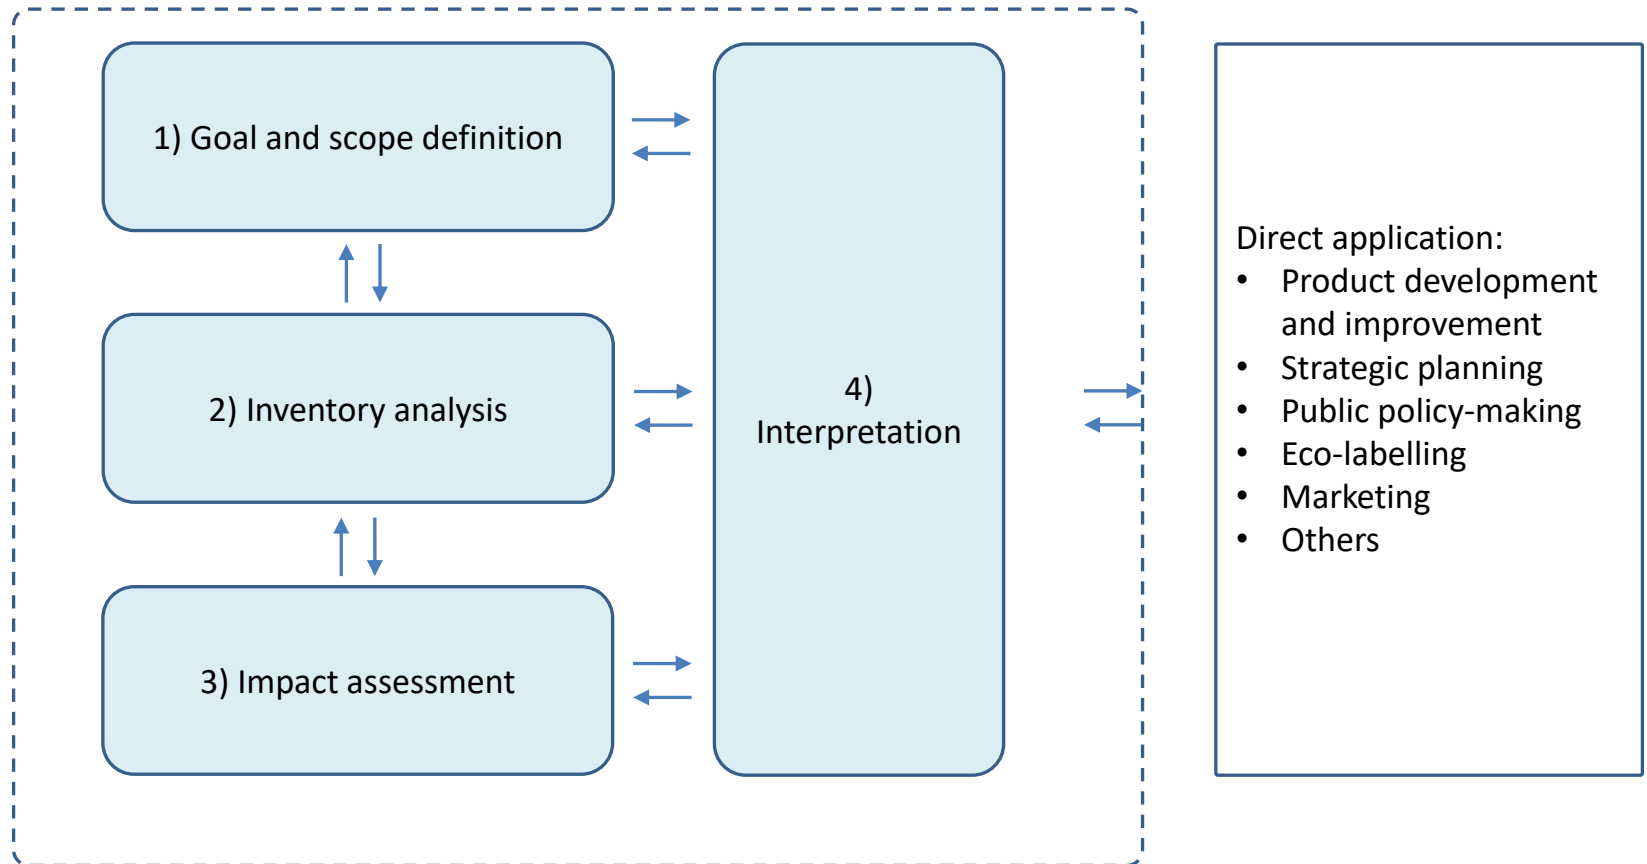 1) Goal and scope definition
2) Inventory analysis
3) Impact assessment
4)
Interpretation
Direct application:
• Product development
and improvement
• Strategic planning
• Public policy-making
• Eco-labelling
• Marketing
• Others